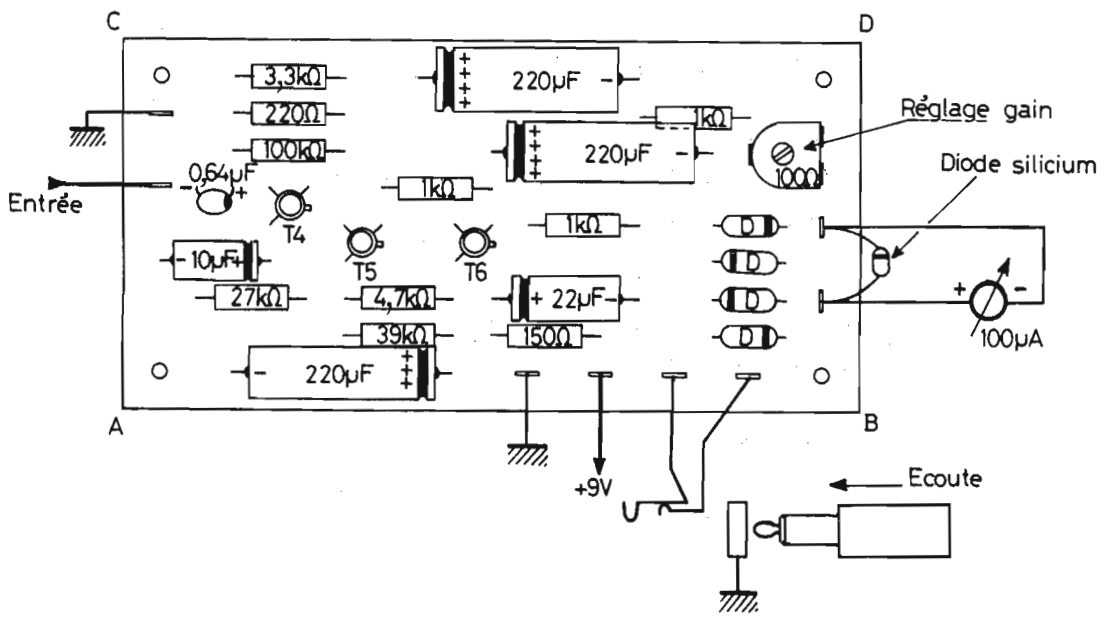 C
D
3,3kΩ
220μF
220Ω
1kΩ
Réglage gain
100kΩ
220μF
100Ω
Diode silicium
0,64μF
- +
Entrée
1kΩ
T4
1kΩ
D
T5
T6
- 10μF +
D
27kΩ
4,7kΩ
+ 22μF -
D
+ -
39kΩ
150Ω
D
100μA
- 220μF
A
B
+9V
Ecoute